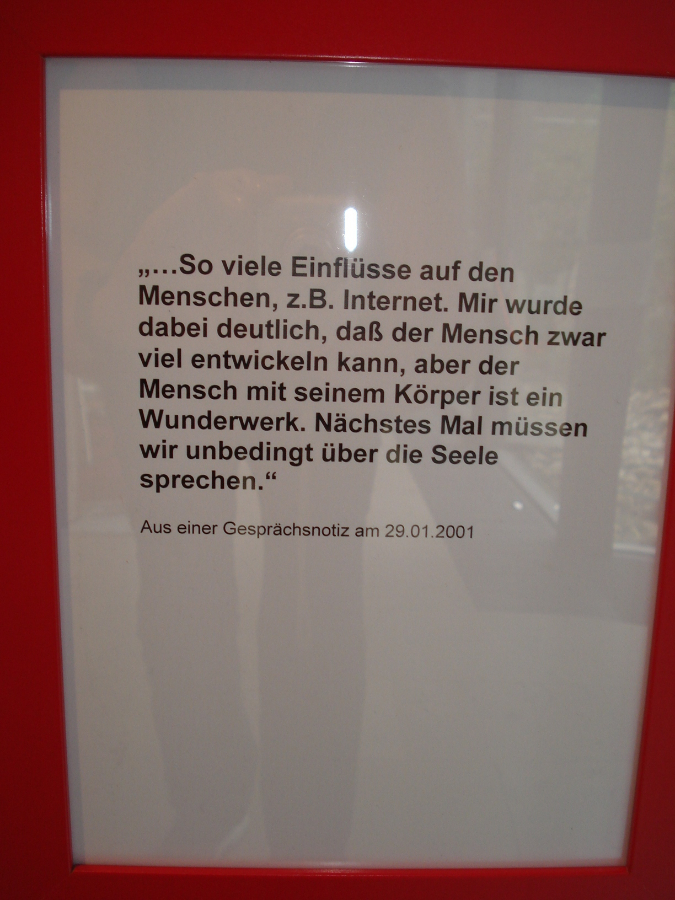 „…So viele Einflüsse auf den
Menschen, z.B. Internet. Mir wurde
dabei deutlich, daß der Mensch zwar
viel entwickeln kann, aber der
Mensch mit seinem Körper ist ein
Wunderwerk. Nächstes Mal müssen
wir unbedingt über die Seele
sprechen.“
Aus einer Gesprächsnotiz am 29.01.2001